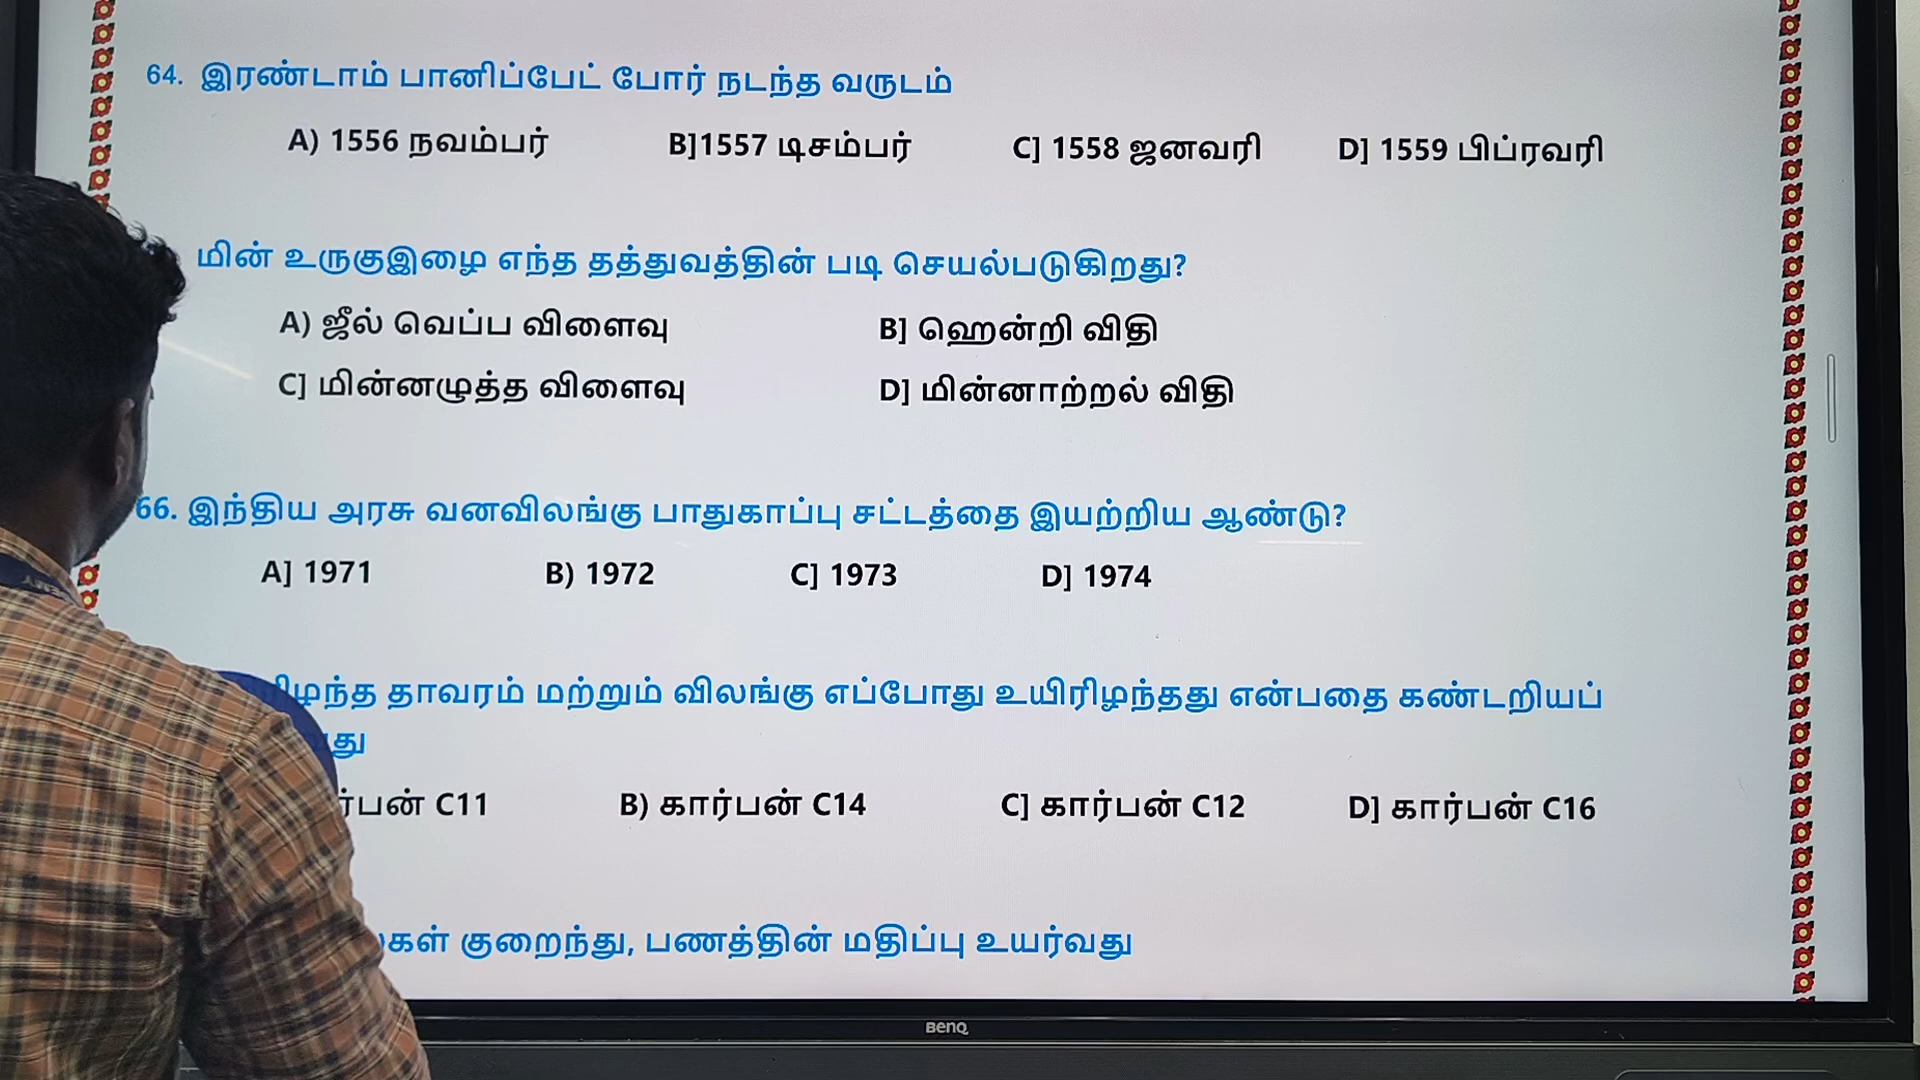 64. இரண்டாம் பானிப்பேட் போர் நடந்த வருடம்
A) 1556 நவம்பர் B]1557 டிசம்பர் C] 1558 ஜனவரி D] 1559 பிப்ரவரி
மின் உருகுஇழை எந்த தத்துவத்தின் படி செயல்படுகிறது?
A) ஜீல் வெப்ப விளைவு B] ஹென்றி விதி
C] மின்னழுத்த விளைவு D] மின்னாற்றல் விதி
66. இந்திய அரசு வனவிலங்கு பாதுகாப்பு சட்டத்தை இயற்றிய ஆண்டு?
A] 1971 B) 1972 C] 1973 D] 1974
தாவரம் மற்றும் விலங்கு எப்போது உயிரிழந்தது என்பதை கண்டறியப்
C11 B) கார்பன் C14 C] கார்பன் C12 D] கார்பன் C16
குறைந்து, பணத்தின் மதிப்பு உயர்வது
BenQ